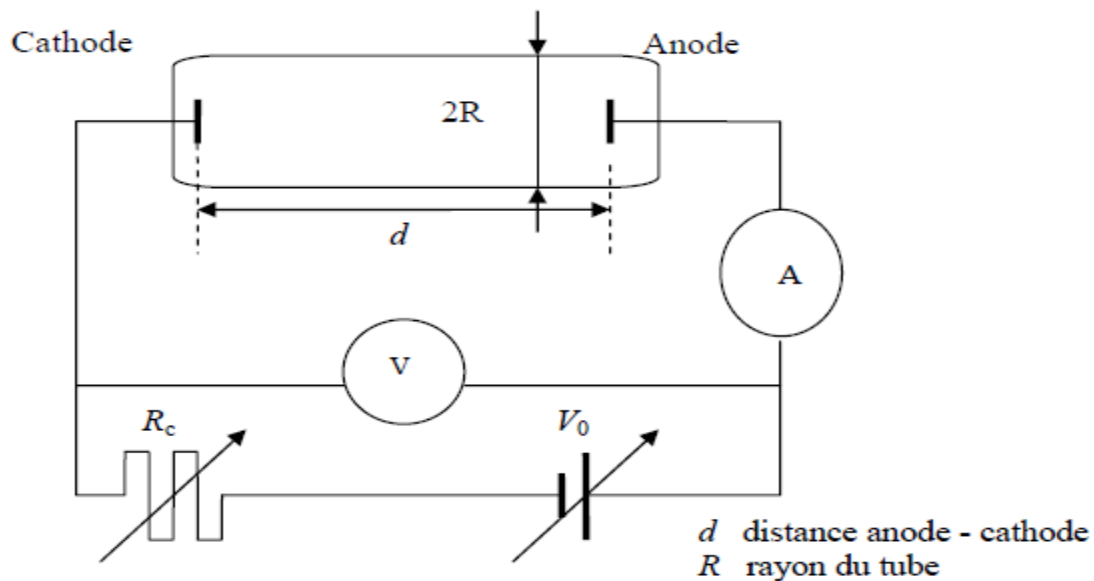 Cathode
Anode
2R
d
A
V
Rc
V0
d distance anode - cathode
R rayon du tube